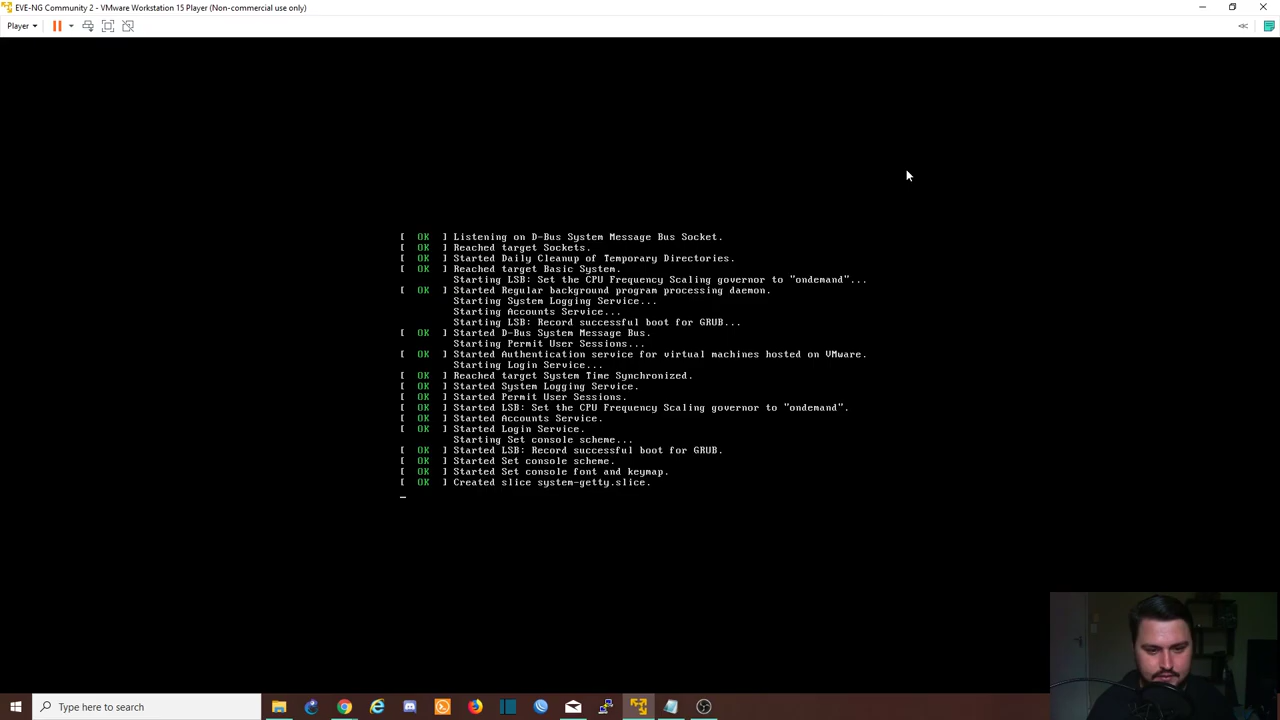 EVE-NG Community 2 - VMware Workstation 15 Player (Non-commercial use only)
Player
[ OK ] Listening on D-Bus System Message Bus Socket.
[ OK ] Reached target Sockets.
[ OK ] Started Daily Cleanup of Temporary Directories.
[ OK ] Reached target Basic System.
Starting LSB: Set the CPU Frequency Scaling governor to "ondemand"...
[ OK ] Started Regular background program processing daemon.
Starting System Logging Service...
Starting Accounts Service...
Starting LSB: Record successful boot for GRUB...
[ OK ] Started D-Bus System Message Bus.
Starting Permit User Sessions...
[ OK ] Started Authentication service for virtual machines hosted on VMware.
Starting Login Service...
[ OK ] Reached target System Time Synchronized.
[ OK ] Started System Logging Service.
[ OK ] Started Permit User Sessions.
[ OK ] Started LSB: Set the CPU Frequency Scaling governor to "ondemand".
[ OK ] Started Accounts Service.
[ OK ] Started Login Service.
Starting Set console scheme...
[ OK ] Started LSB: Record successful boot for GRUB.
[ OK ] Started Set console scheme.
[ OK ] Started Set console font and keymap.
[ OK ] Created slice system-getty.slice.
Type here to search